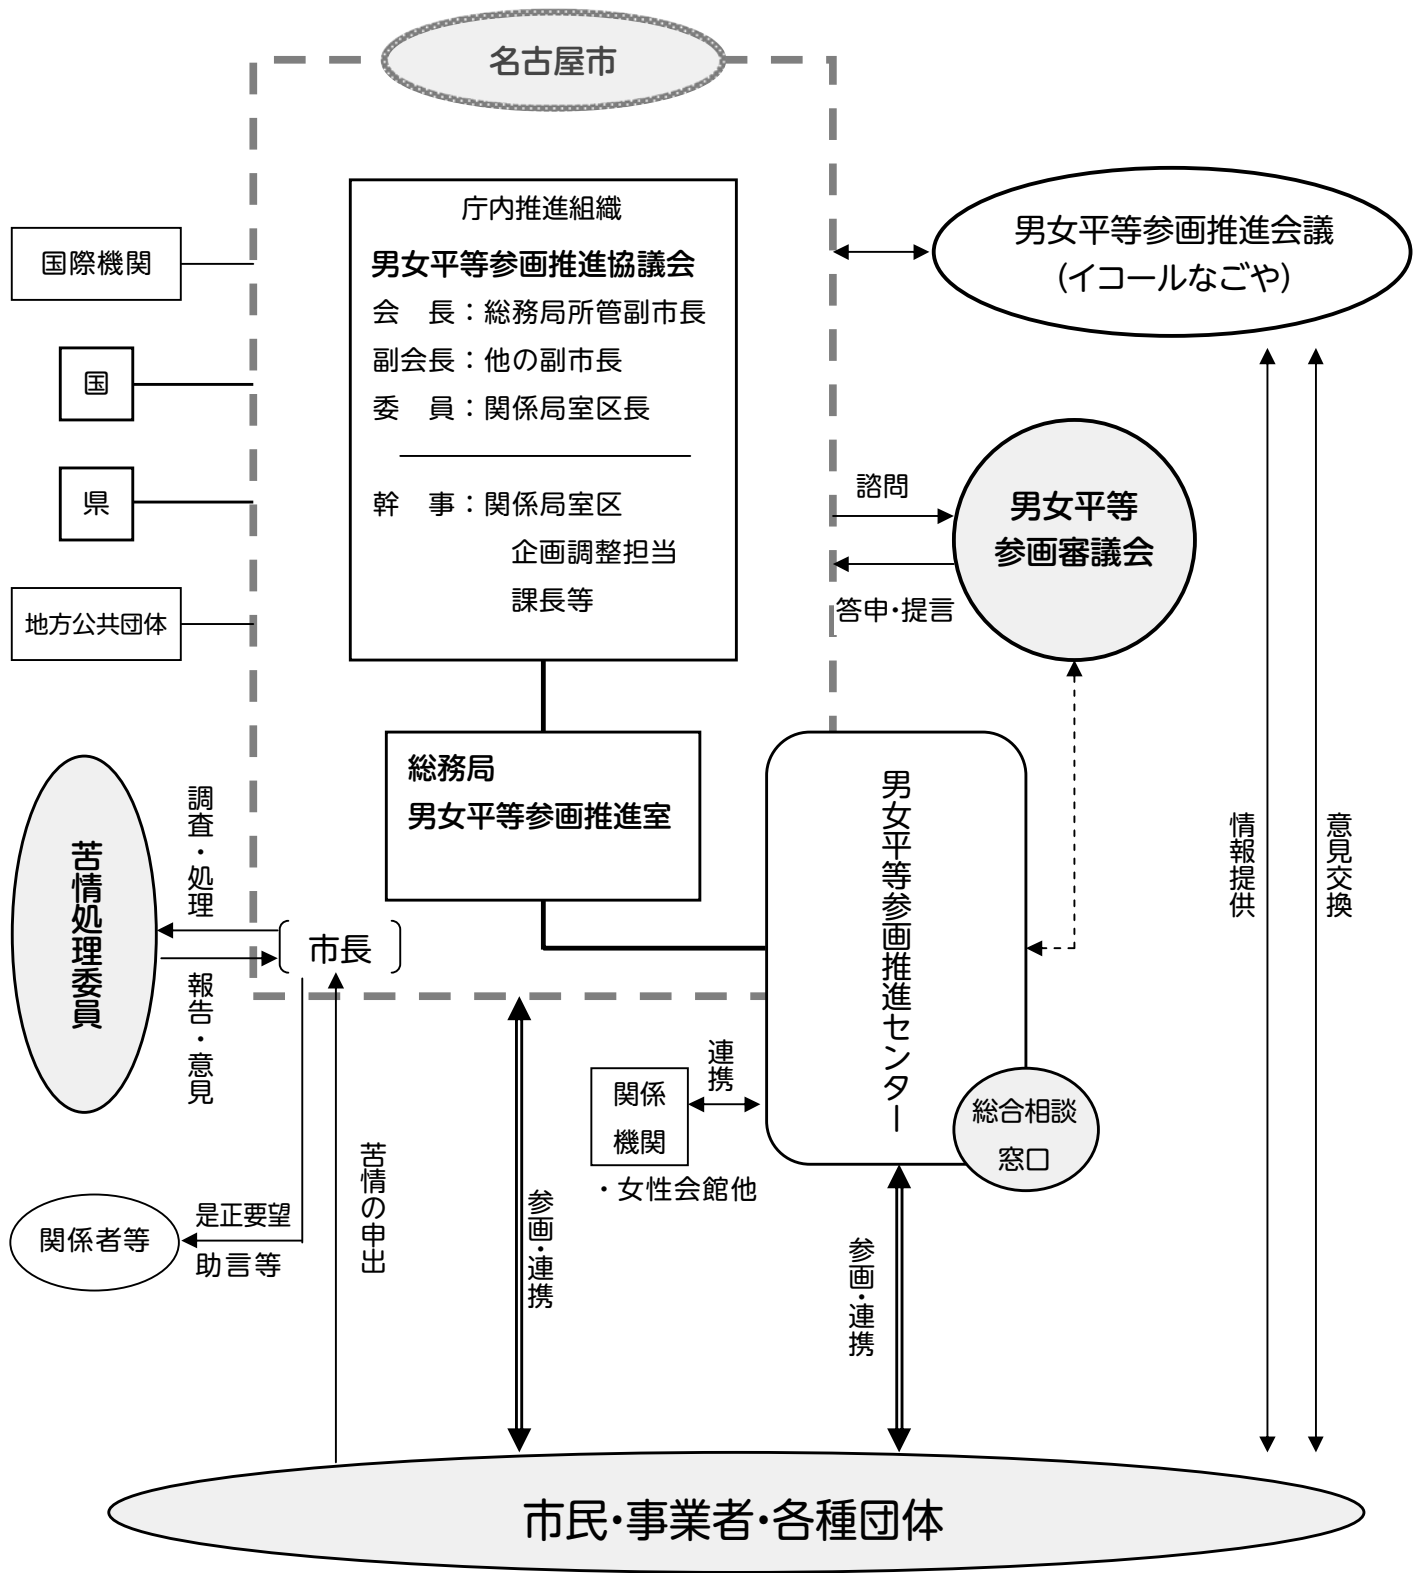 名古屋市
庁内推進組織
男女平等参画推進協議会
会　長：総務局所管副市長
副会長：他の副市長
委　員：関係局室区長
幹　事：関係局室区
企画調整担当
課長等
国際機関
国
県
地方公共団体
男女平等参画推進会議
（イコールなごや）
諮問
男女平等
参画審議会
答申・提言
総務局
男女平等参画推進室
男女平等参画推進センター
情報提供
意見交換
苦情処理委員
調査・処理
報告・意見
市長
連携
関係
機関
・女性会館他
総合相談
窓口
関係者等
是正要望
助言等
苦情の申出
参画・連携
参画・連携
市民・事業者・各種団体